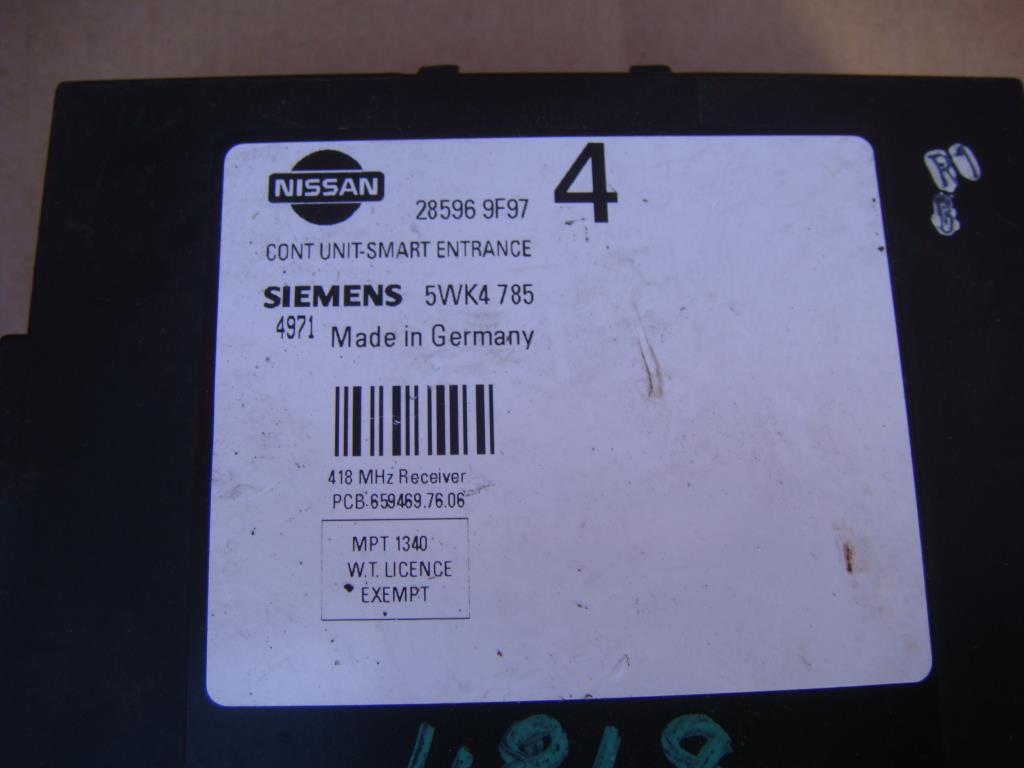 NISSAN
28596 9F97
4
CONT UNIT-SMART ENTRANCE
SIEMENS 5WK4 785
4971 Made in Germany
418 MHz Receiver
PCB 659469.76.06
MPT 1340
W.T. LICENCE
EXEMPT